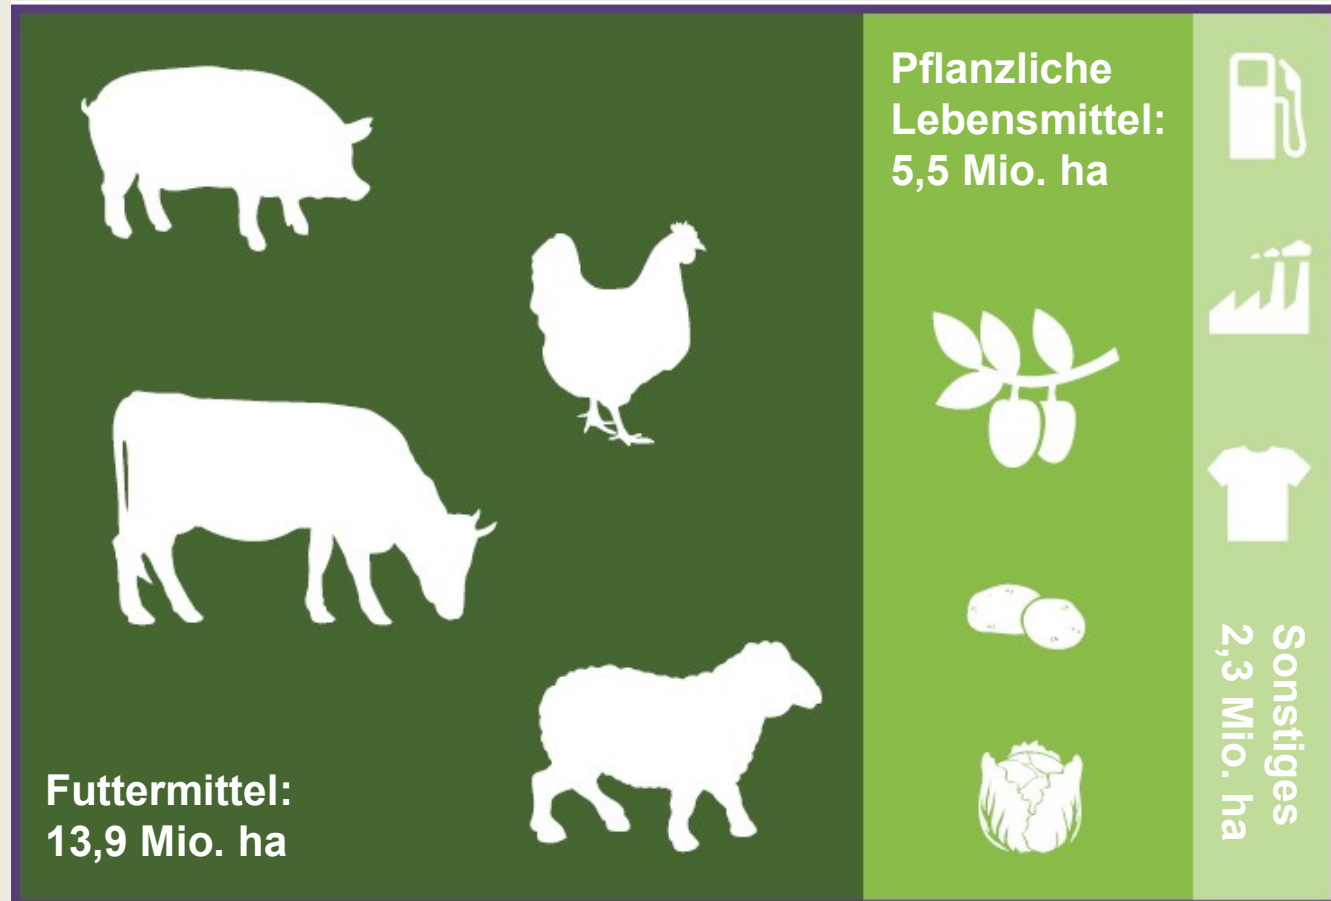 Pflanzliche
Lebensmittel:
5,5 Mio. ha
Futtermittel:
13,9 Mio. ha
Sonstiges
2,3 Mio. ha